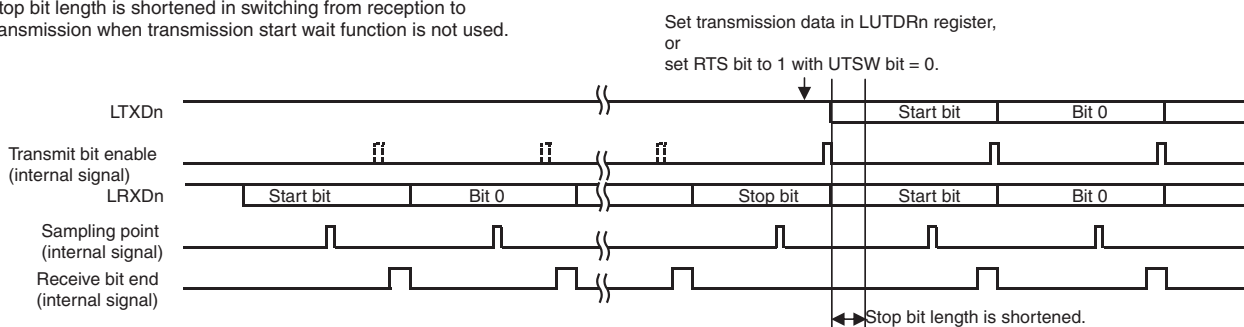 top bit length is shortened in switching from reception to
ansmission when transmission start wait function is not used.
Set transmission data in LUTDRn register,
or
set RTS bit to 1 with UTSW bit = 0.
LTXDn
Start bit
Bit 0
Transmit bit enable
(internal signal)
LRXDn
Start bit
Bit 0
Stop bit
Start bit
Bit 0
Sampling point
(internal signal)
Receive bit end
(internal signal)
Stop bit length is shortened.